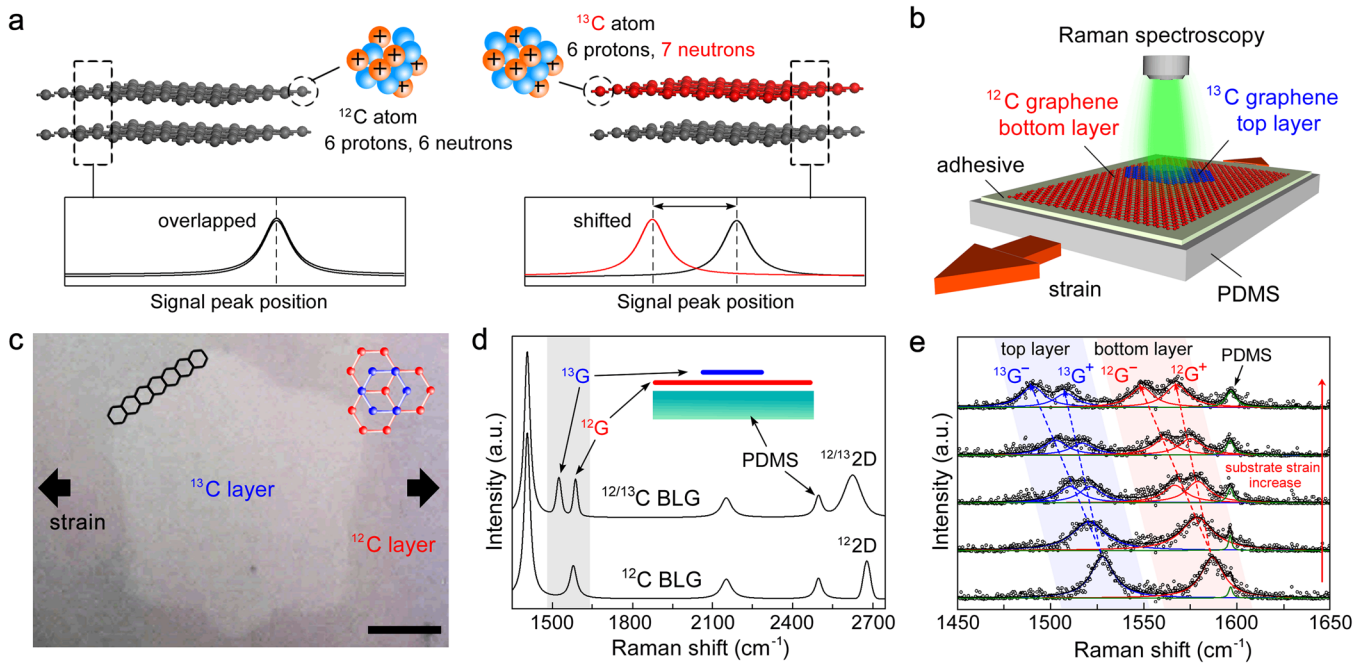 a
¹²C atom
6 protons, 6 neutrons
¹³C atom
6 protons, 7 neutrons
overlapped
Signal peak position
shifted
Signal peak position
b
Raman spectroscopy
¹²C graphene
bottom layer
¹³C graphene
top layer
adhesive
strain
PDMS
c
¹³C layer
strain
¹²C layer
d
¹³G
¹²G
PDMS
¹²/¹³2D
¹²/¹³C BLG
¹²2D
¹²C BLG
Intensity (a.u.)
1500 1800 2100 2400 2700
Raman shift (cm⁻¹)
e
top layer bottom layer
PDMS
¹³G⁻ ¹³G⁺ ¹²G⁻ ¹²G⁺
substrate strain
increase
Intensity (a.u.)
1450 1500 1550 1600 1650
Raman shift (cm⁻¹)